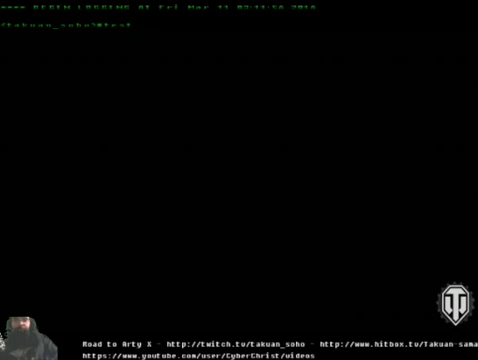 **** BEGIN LOGGING AT Fri Mar 11 02:11:56 2016
<takuan_soho> #test
Road to Arty X - http://twitch.tv/takuan_soho - http://www.hitbox.tv/Takuan-sama
https://www.youtube.com/user/CyberChrist/videos